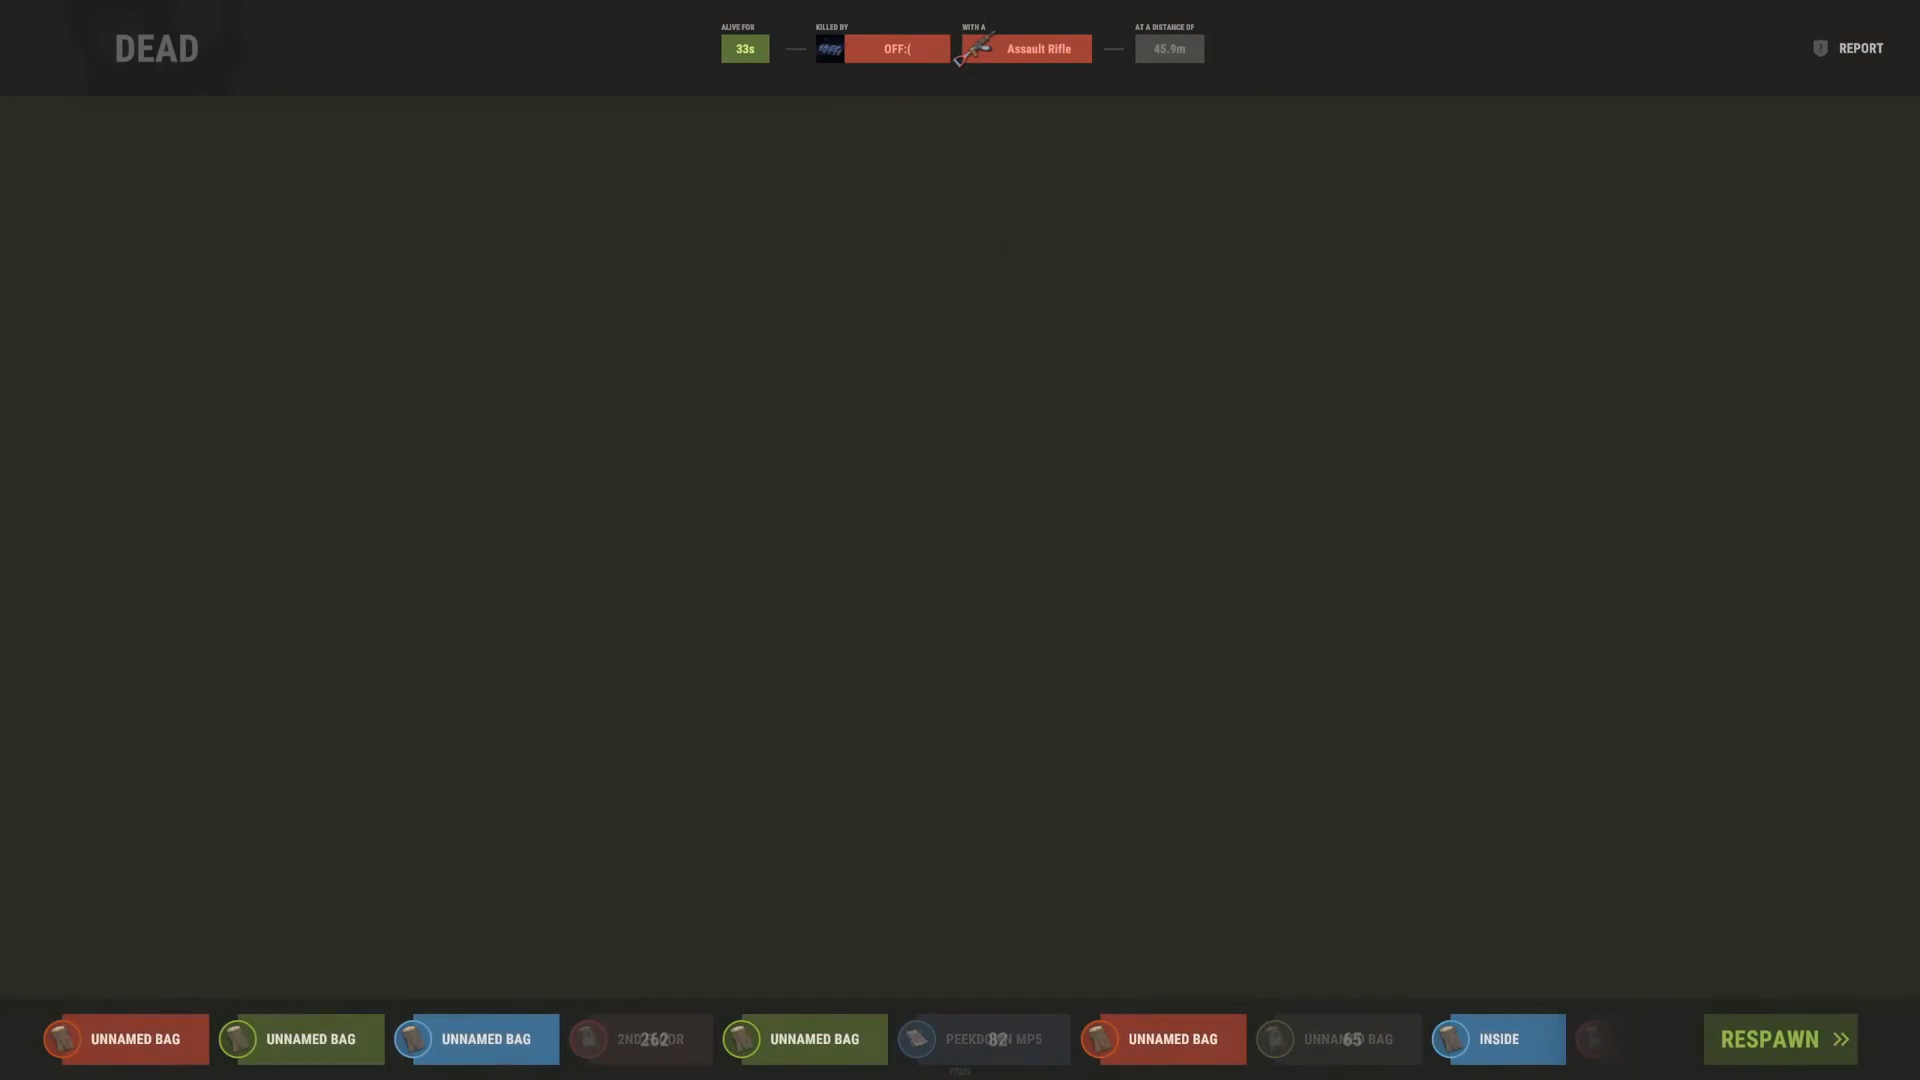 DEAD
ALIVE FOR
33s
KILLED BY
OFF:(
WITH A
Assault Rifle
AT A DISTANCE OF
45.9m
REPORT
UNNAMED BAG
UNNAMED BAG
UNNAMED BAG
262
UNNAMED BAG
82
MP5
UNNAMED BAG
65
BAG
INSIDE
RESPAWN
77202